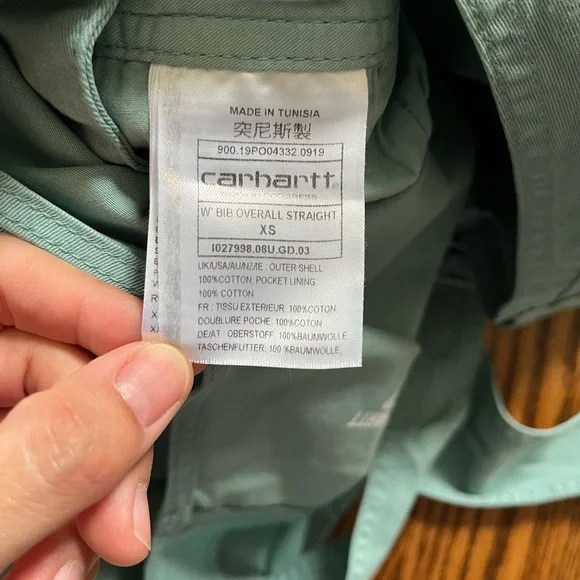 MADE IN TUNISIA
突尼斯製
900.19PO04332.0919
carhartt
W' BIB OVERALL STRAIGHT
XS
I027998.08U.GD.03
UK/USA/AU/NZ/IE : OUTER SHELL
100%COTTON, POCKET LINING
100% COTTON
FR : TISSU EXTERIEUR 100%COTON,
DOUBLURE POCHE: 100%COTON
DE/AT : OBERSTOFF: 100%BAUMWOLLE
TASCHENFUTTER: 100%BAUMWOLLE,